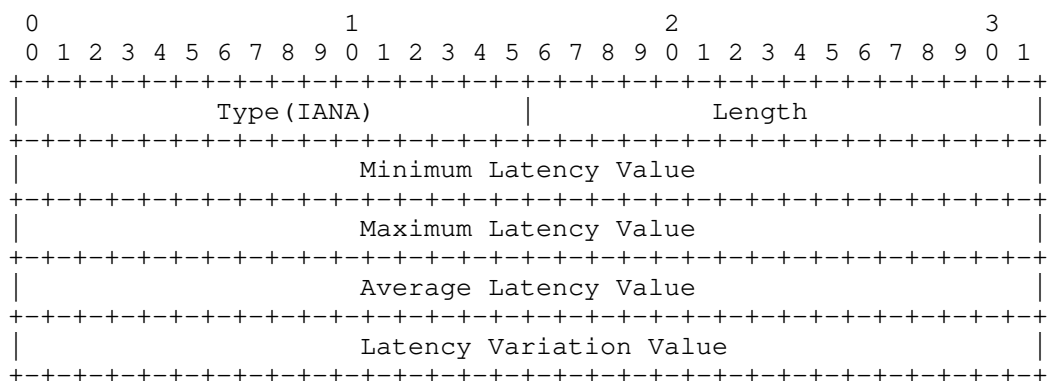 0                   1                   2                   3
 0 1 2 3 4 5 6 7 8 9 0 1 2 3 4 5 6 7 8 9 0 1 2 3 4 5 6 7 8 9 0 1
+-+-+-+-+-+-+-+-+-+-+-+-+-+-+-+-+-+-+-+-+-+-+-+-+-+-+-+-+-+-+-+-+
|            Type(IANA)         |           Length              |
+-+-+-+-+-+-+-+-+-+-+-+-+-+-+-+-+-+-+-+-+-+-+-+-+-+-+-+-+-+-+-+-+
|                     Minimum Latency Value                     |
+-+-+-+-+-+-+-+-+-+-+-+-+-+-+-+-+-+-+-+-+-+-+-+-+-+-+-+-+-+-+-+-+
|                     Maximum Latency Value                     |
+-+-+-+-+-+-+-+-+-+-+-+-+-+-+-+-+-+-+-+-+-+-+-+-+-+-+-+-+-+-+-+-+
|                     Average Latency Value                     |
+-+-+-+-+-+-+-+-+-+-+-+-+-+-+-+-+-+-+-+-+-+-+-+-+-+-+-+-+-+-+-+-+
|                     Latency Variation Value                   |
+-+-+-+-+-+-+-+-+-+-+-+-+-+-+-+-+-+-+-+-+-+-+-+-+-+-+-+-+-+-+-+-+